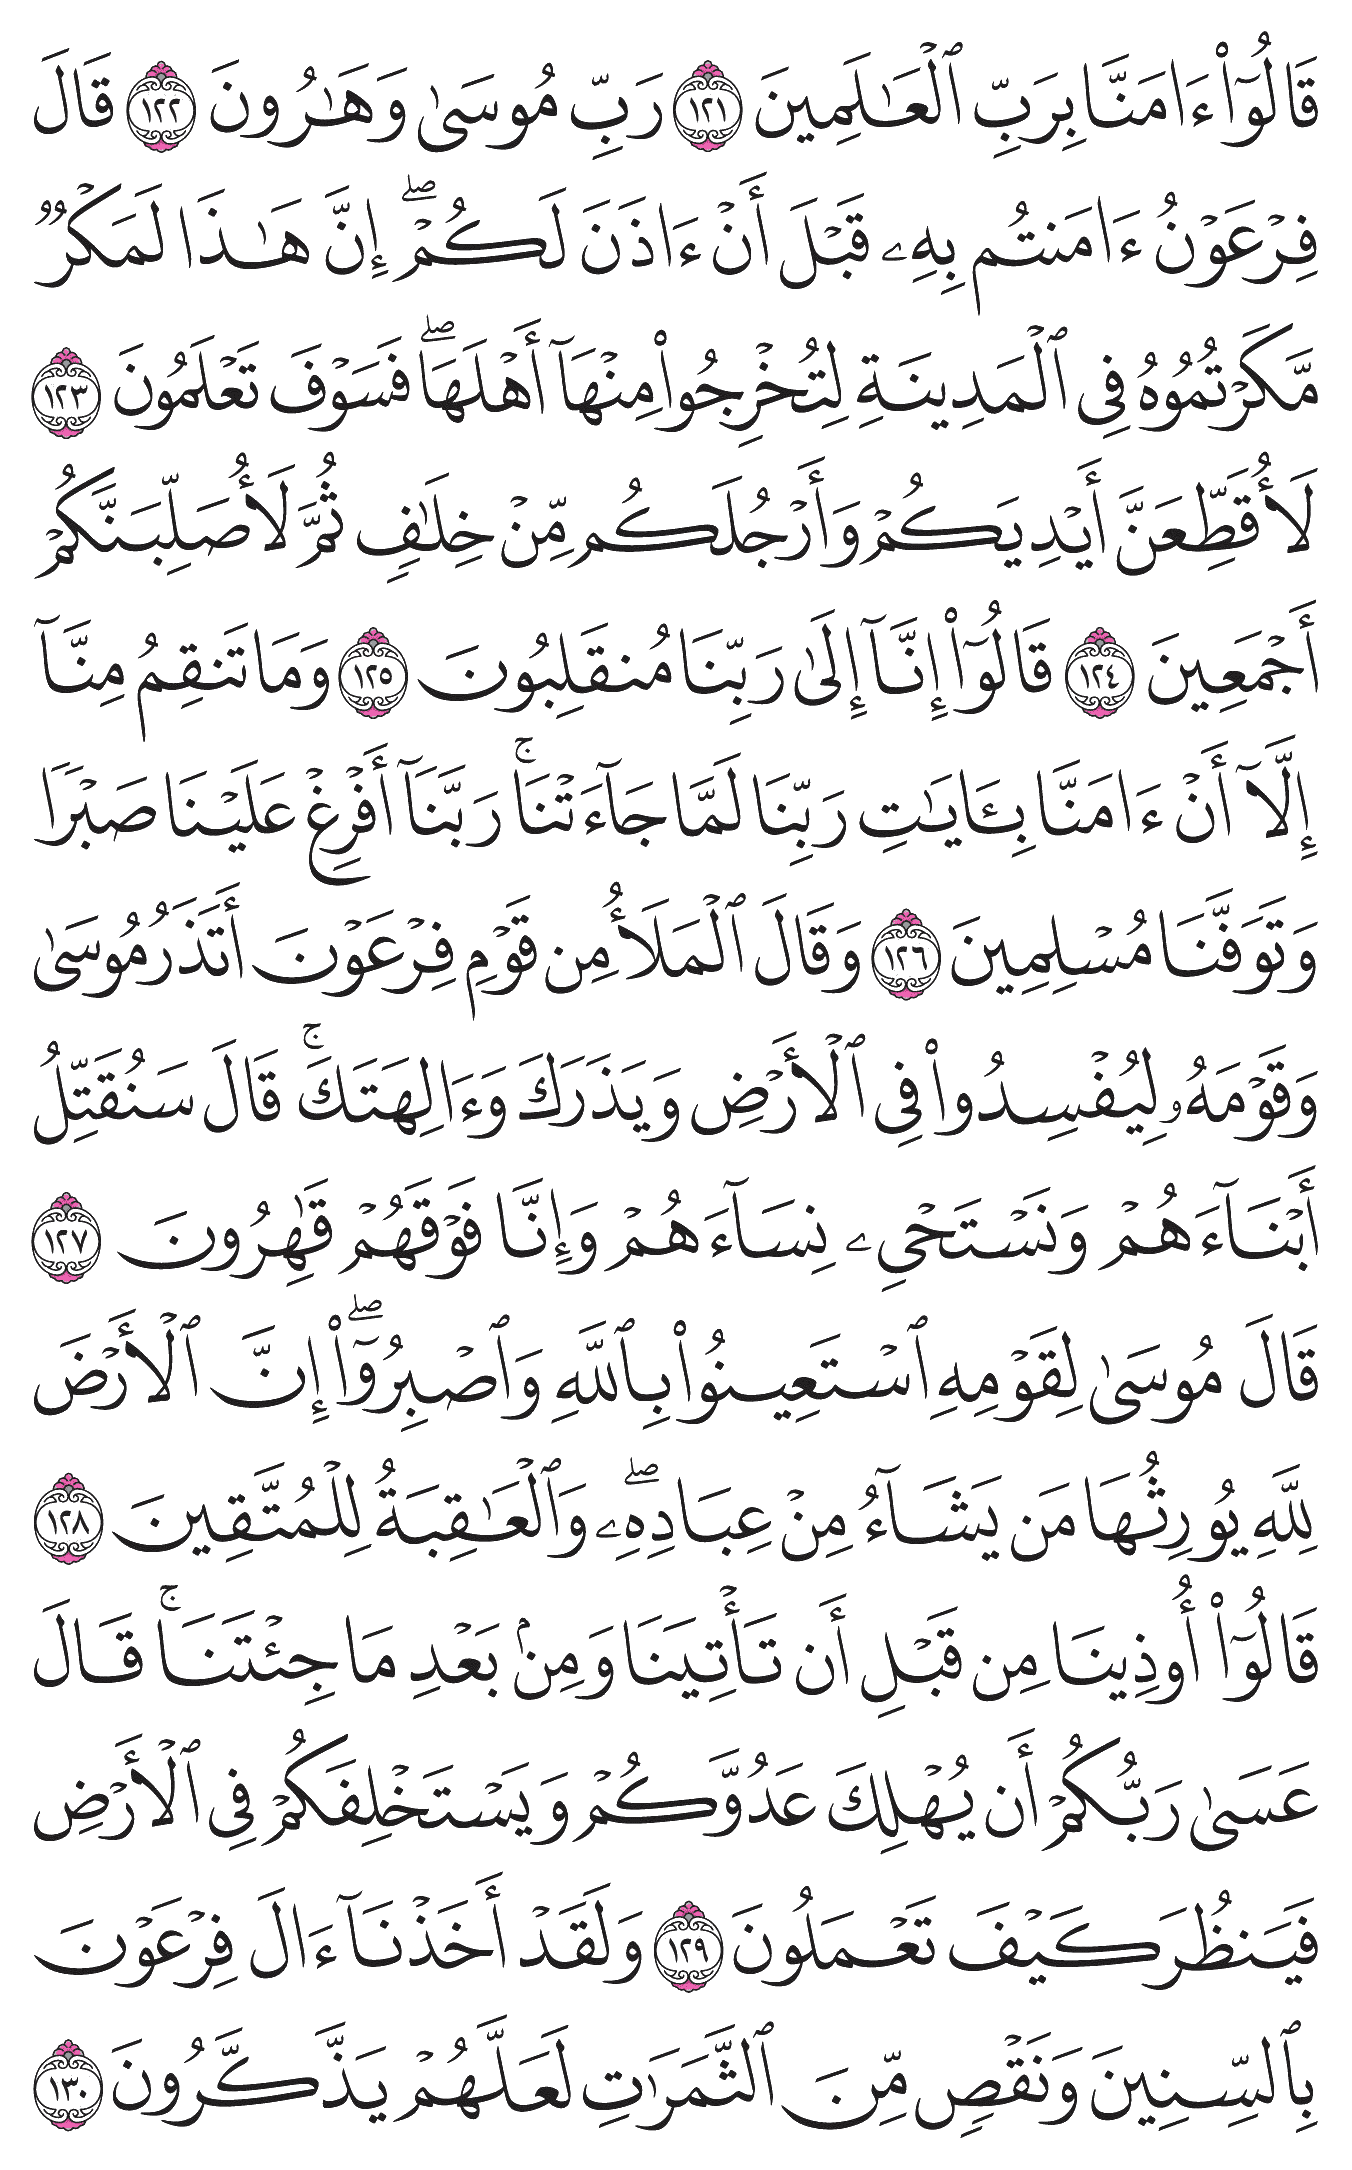 قَالُوٓا۟ ءَامَنَّا بِرَبِّ ٱلْعَـٰلَمِينَ ١٢١ رَبِّ مُوسَىٰ وَهَـٰرُونَ ١٢٢ قَالَ
فِرْعَوْنُ ءَامَنتُم بِهِۦ قَبْلَ أَنْ ءَاذَنَ لَكُمْ ۖ إِنَّ هَـٰذَا لَمَكْرٌ
مَّكَرْتُمُوهُ فِى ٱلْمَدِينَةِ لِتُخْرِجُوا۟ مِنْهَآ أَهْلَهَا ۖ فَسَوْفَ تَعْلَمُونَ ١٢٣
لَأُقَطِّعَنَّ أَيْدِيَكُمْ وَأَرْجُلَكُم مِّنْ خِلَـٰفٍ ثُمَّ لَأُصَلِّبَنَّكُمْ
أَجْمَعِينَ ١٢٤ قَالُوٓا۟ إِنَّآ إِلَىٰ رَبِّنَا مُنقَلِبُونَ ١٢٥ وَمَا تَنقِمُ مِنَّآ
إِلَّآ أَنْ ءَامَنَّا بِـَٔايَـٰتِ رَبِّنَا لَمَّا جَآءَتْنَا ۚ رَبَّنَآ أَفْرِغْ عَلَيْنَا صَبْرًا
وَتَوَفَّنَا مُسْلِمِينَ ١٢٦ وَقَالَ ٱلْمَلَأُ مِن قَوْمِ فِرْعَوْنَ أَتَذَرُ مُوسَىٰ
وَقَوْمَهُۥ لِيُفْسِدُوا۟ فِى ٱلْأَرْضِ وَيَذَرَكَ وَءَالِهَتَكَ ۚ قَالَ سَنُقَتِّلُ
أَبْنَآءَهُمْ وَنَسْتَحْىِۦ نِسَآءَهُمْ وَإِنَّا فَوْقَهُمْ قَـٰهِرُونَ ١٢٧
قَالَ مُوسَىٰ لِقَوْمِهِ ٱسْتَعِينُوا۟ بِٱللَّهِ وَٱصْبِرُوٓا۟ ۖ إِنَّ ٱلْأَرْضَ
لِلَّهِ يُورِثُهَا مَن يَشَآءُ مِنْ عِبَادِهِۦ ۖ وَٱلْعَـٰقِبَةُ لِلْمُتَّقِينَ ١٢٨
قَالُوٓا۟ أُوذِينَا مِن قَبْلِ أَن تَأْتِيَنَا وَمِنۢ بَعْدِ مَا جِئْتَنَا ۚ قَالَ
عَسَىٰ رَبُّكُمْ أَن يُهْلِكَ عَدُوَّكُمْ وَيَسْتَخْلِفَكُمْ فِى ٱلْأَرْضِ
فَيَنظُرَ كَيْفَ تَعْمَلُونَ ١٢٩ وَلَقَدْ أَخَذْنَآ ءَالَ فِرْعَوْنَ
بِٱلسِّنِينَ وَنَقْصٍ مِّنَ ٱلثَّمَرَٰتِ لَعَلَّهُمْ يَذَّكَّرُونَ ١٣٠